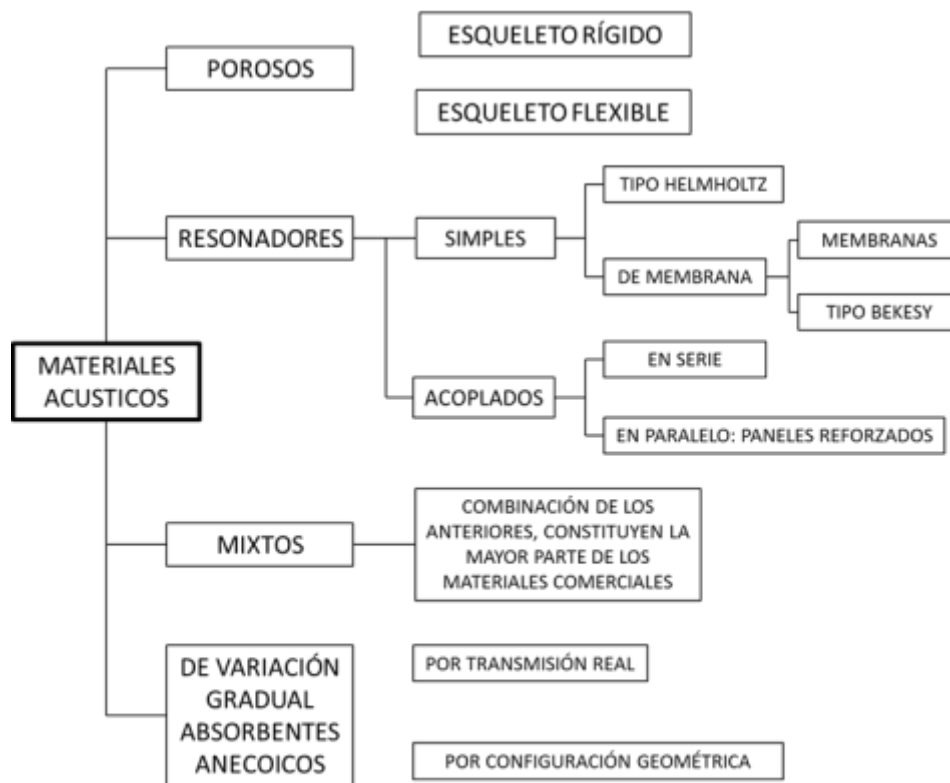 ESQUELETO RÍGIDO
POROSOS
ESQUELETO FLEXIBLE
TIPO HELMHOLTZ
RESONADORES
SIMPLES
MEMBRANAS
DE MEMBRANA
TIPO BEKESY
MATERIALES
ACUSTICOS
EN SERIE
ACOPLADOS
EN PARALELO: PANELES REFORZADOS
MIXTOS
COMBINACIÓN DE LOS
ANTERIORES, CONSTITUYEN LA
MAYOR PARTE DE LOS
MATERIALES COMERCIALES
DE VARIACIÓN
GRADUAL
ABSORBENTES
ANECOICOS
POR TRANSMISIÓN REAL
POR CONFIGURACIÓN GEOMÉTRICA